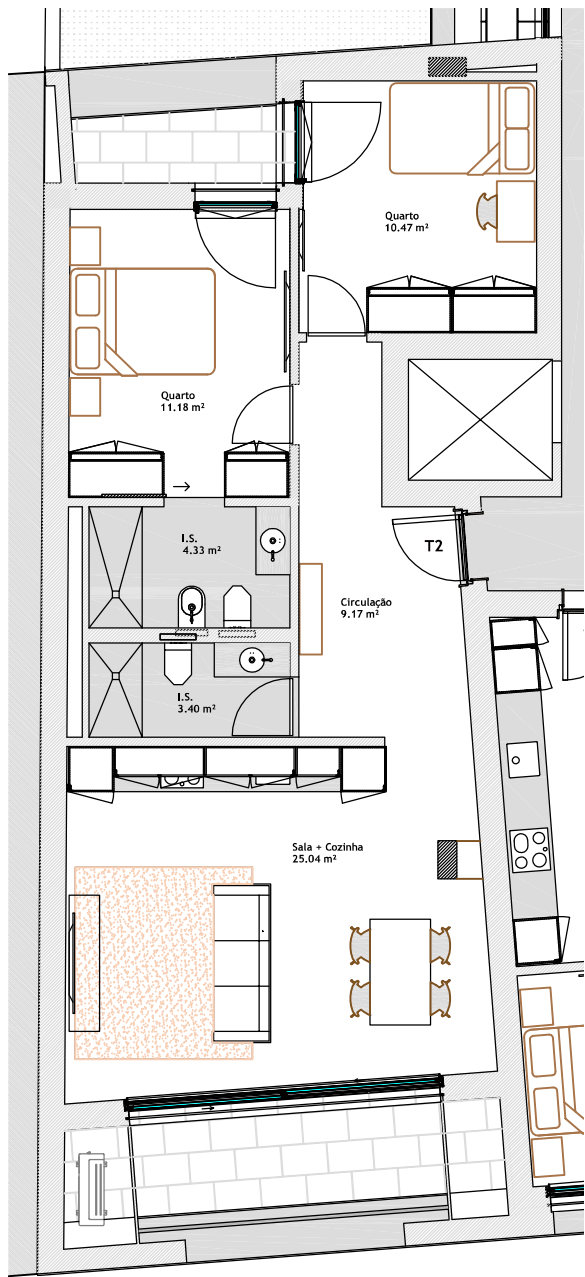 Quarto
10.47 m²
Quarto
11.18 m²
I.S.
4.33 m²
T2
Circulação
9.17 m²
I.S.
3.40 m²
Sala + Cozinha
25.04 m²